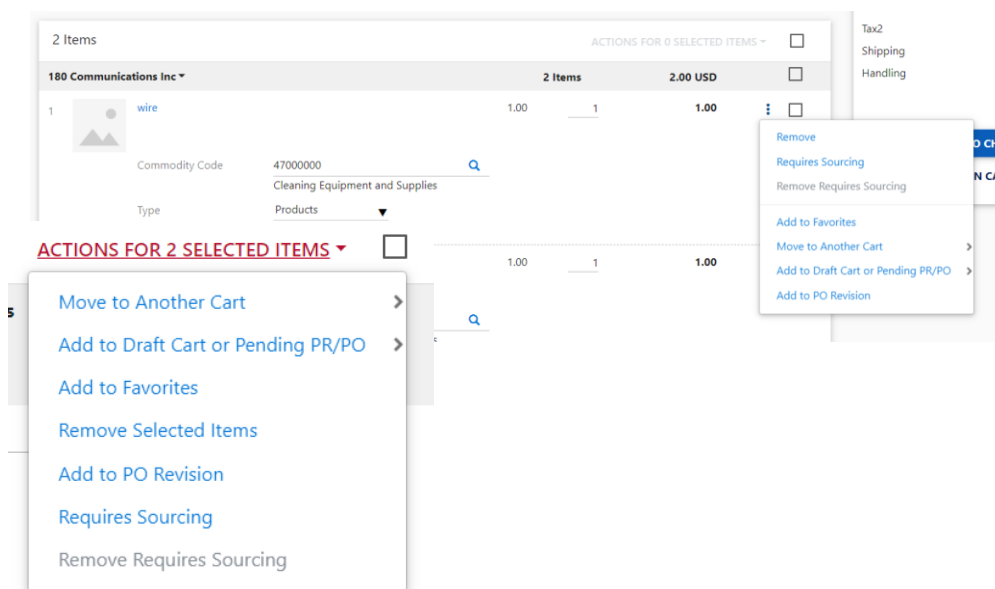 2 Items
ACTIONS FOR 0 SELECTED ITEMS
180 Communications Inc
2 Items
2.00 USD
1
wire
1.00
1
1.00
Commodity Code
47000000
Cleaning Equipment and Supplies
Type
Products
1.00
1
1.00
Tax2
Shipping
Handling
Remove
Requires Sourcing
Remove Requires Sourcing
Add to Favorites
Move to Another Cart
Add to Draft Cart or Pending PR/PO
Add to PO Revision
ACTIONS FOR 2 SELECTED ITEMS
Move to Another Cart
Add to Draft Cart or Pending PR/PO
Add to Favorites
Remove Selected Items
Add to PO Revision
Requires Sourcing
Remove Requires Sourcing